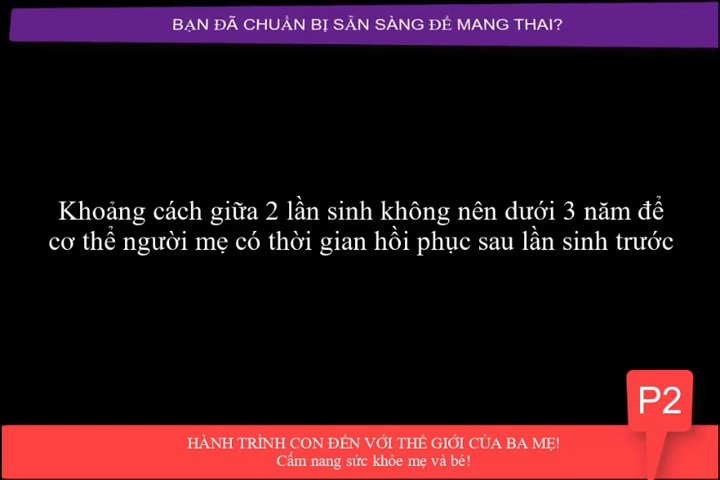 BẠN ĐÃ CHUẨN BỊ SẴN SÀNG ĐỂ MANG THAI?
Khoảng cách giữa 2 lần sinh không nên dưới 3 năm để
cơ thể người mẹ có thời gian hồi phục sau lần sinh trước
P2
HÀNH TRÌNH CON ĐẾN VỚI THẾ GIỚI CỦA BA MẸ!
Cẩm nang sức khỏe mẹ và bé!